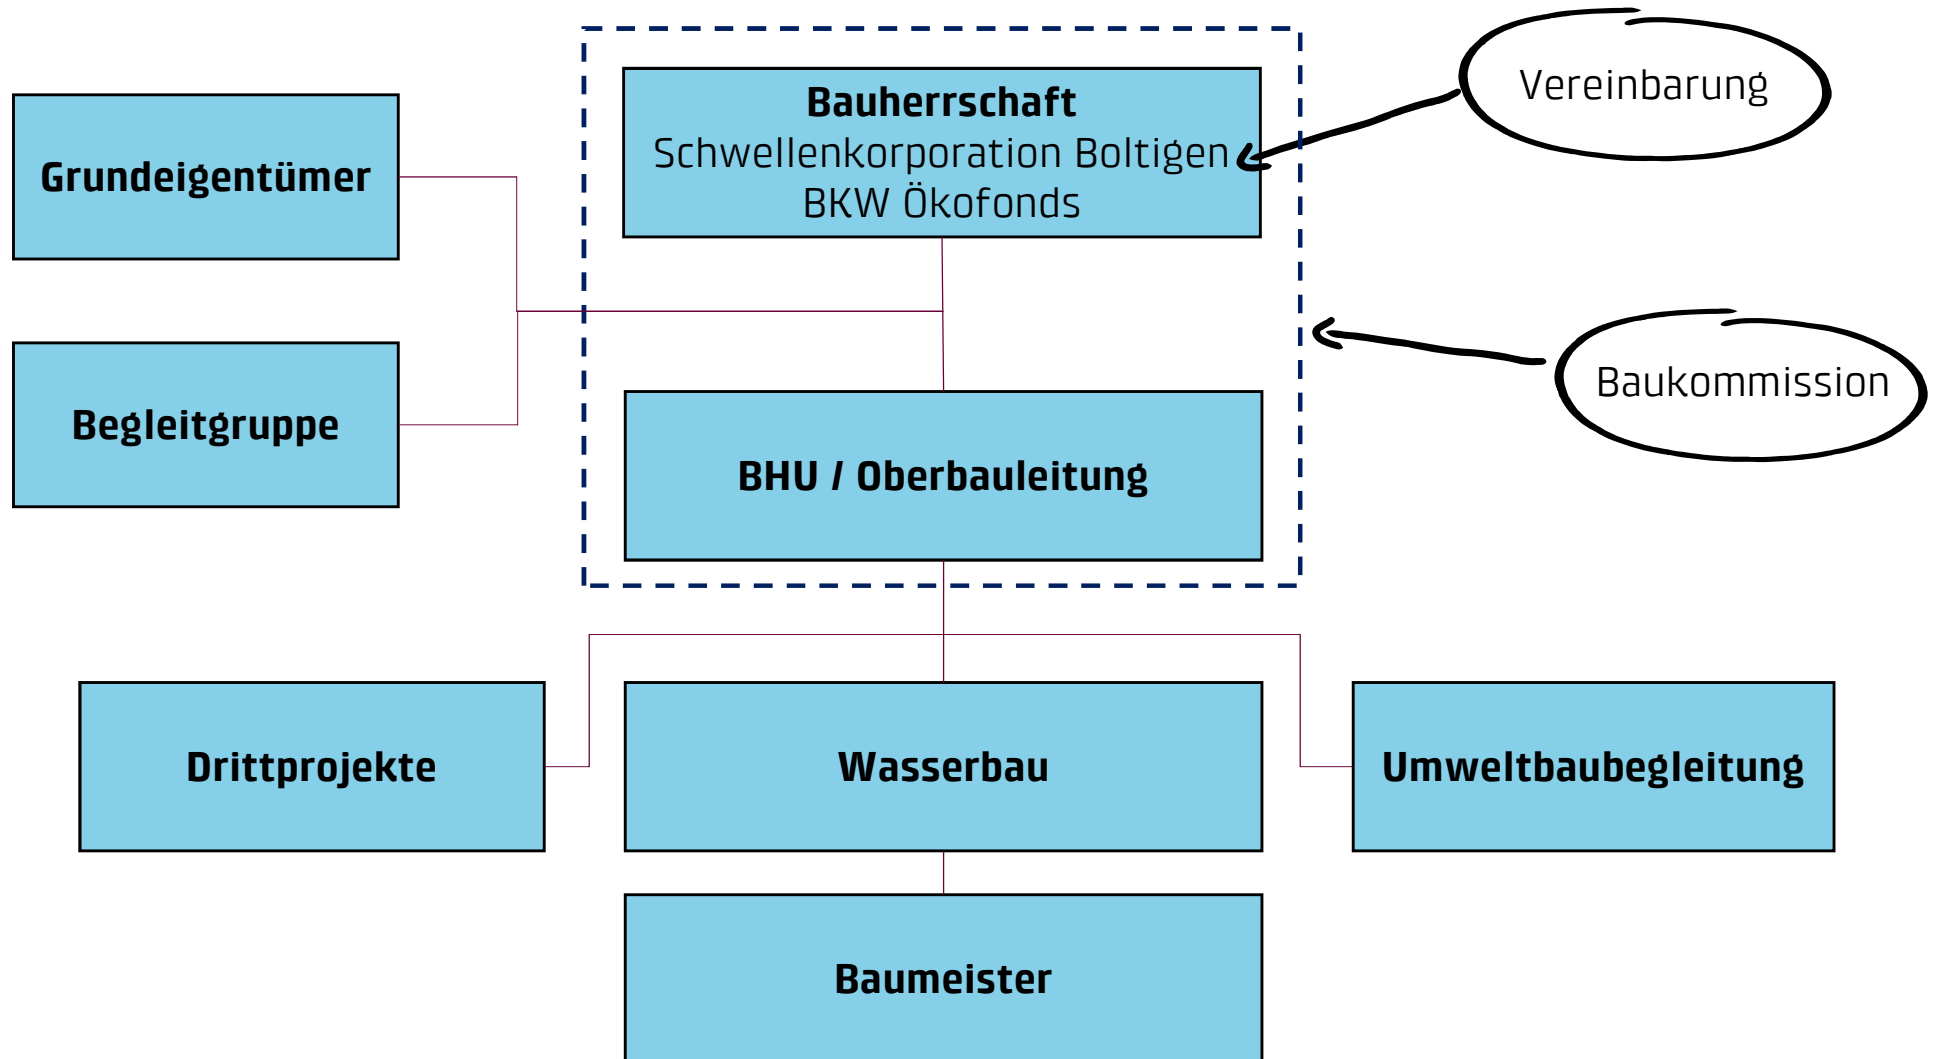 Bauherrschaft
Schwellenkorporation Boltigen
BKW Ökofonds
Vereinbarung
Grundeigentümer
Begleitgruppe
Baukommission
BHU / Oberbauleitung
Drittprojekte
Wasserbau
Umweltbaubegleitung
Baumeister